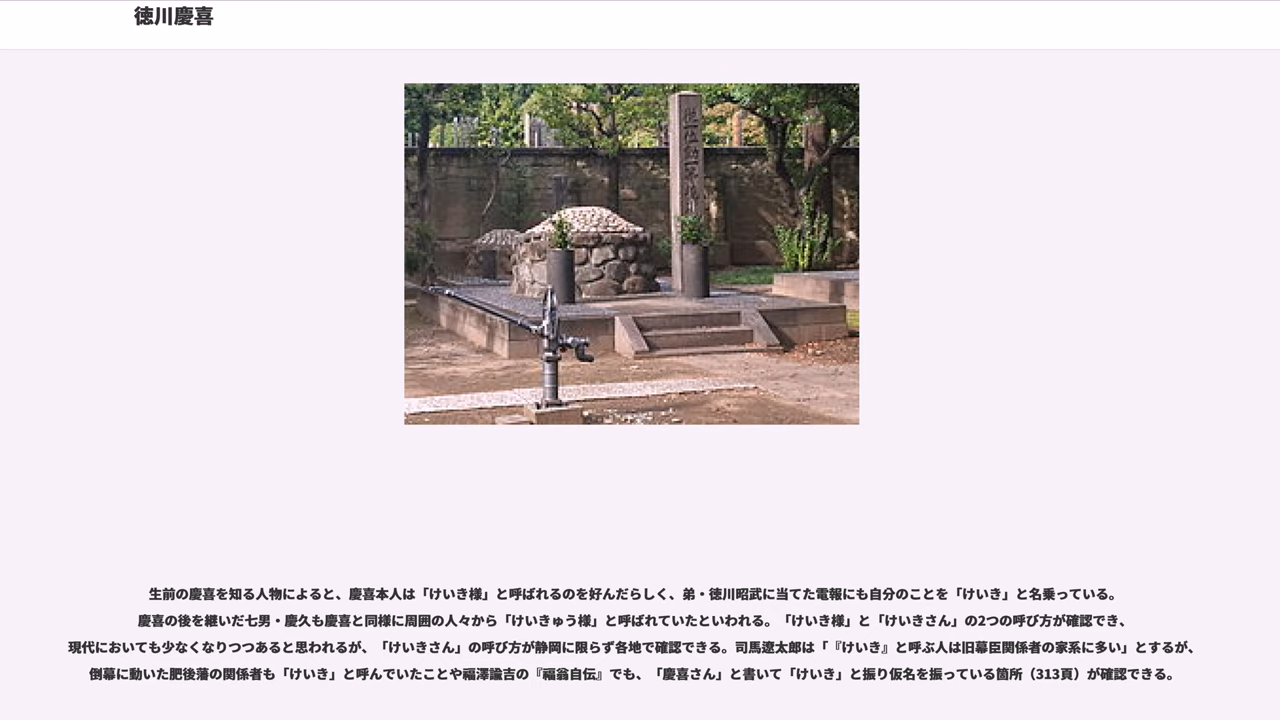 徳川慶喜
生前の慶喜を知る人物によると、慶喜本人は「けいき様」と呼ばれるのを好んだらしく、弟・徳川昭武に当てた電報にも自分のことを「けいき」と名乗っている。
慶喜の後を継いだ七男・慶久も慶喜と同様に周囲の人々から「けいきゅう様」と呼ばれていたといわれる。「けいき様」と「けいきさん」の2つの呼び方が確認でき、
現代においても少なくなりつつあると思われるが、「けいきさん」の呼び方が静岡に限らず各地で確認できる。司馬遼太郎は「『けいき』と呼ぶ人は旧幕臣関係者の家系に多い」とするが、
倒幕に動いた肥後藩の関係者も「けいき」と呼んでいたことや福澤諭吉の『福翁自伝』でも、「慶喜さん」と書いて「けいき」と振り仮名を振っている箇所（313頁）が確認できる。